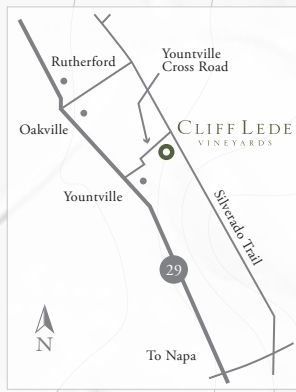 Rutherford
Yountville
Cross Road
Oakville
CLIFF LEDE
VINEYARDS
Yountville
Silverado Trail
29
N
To Napa